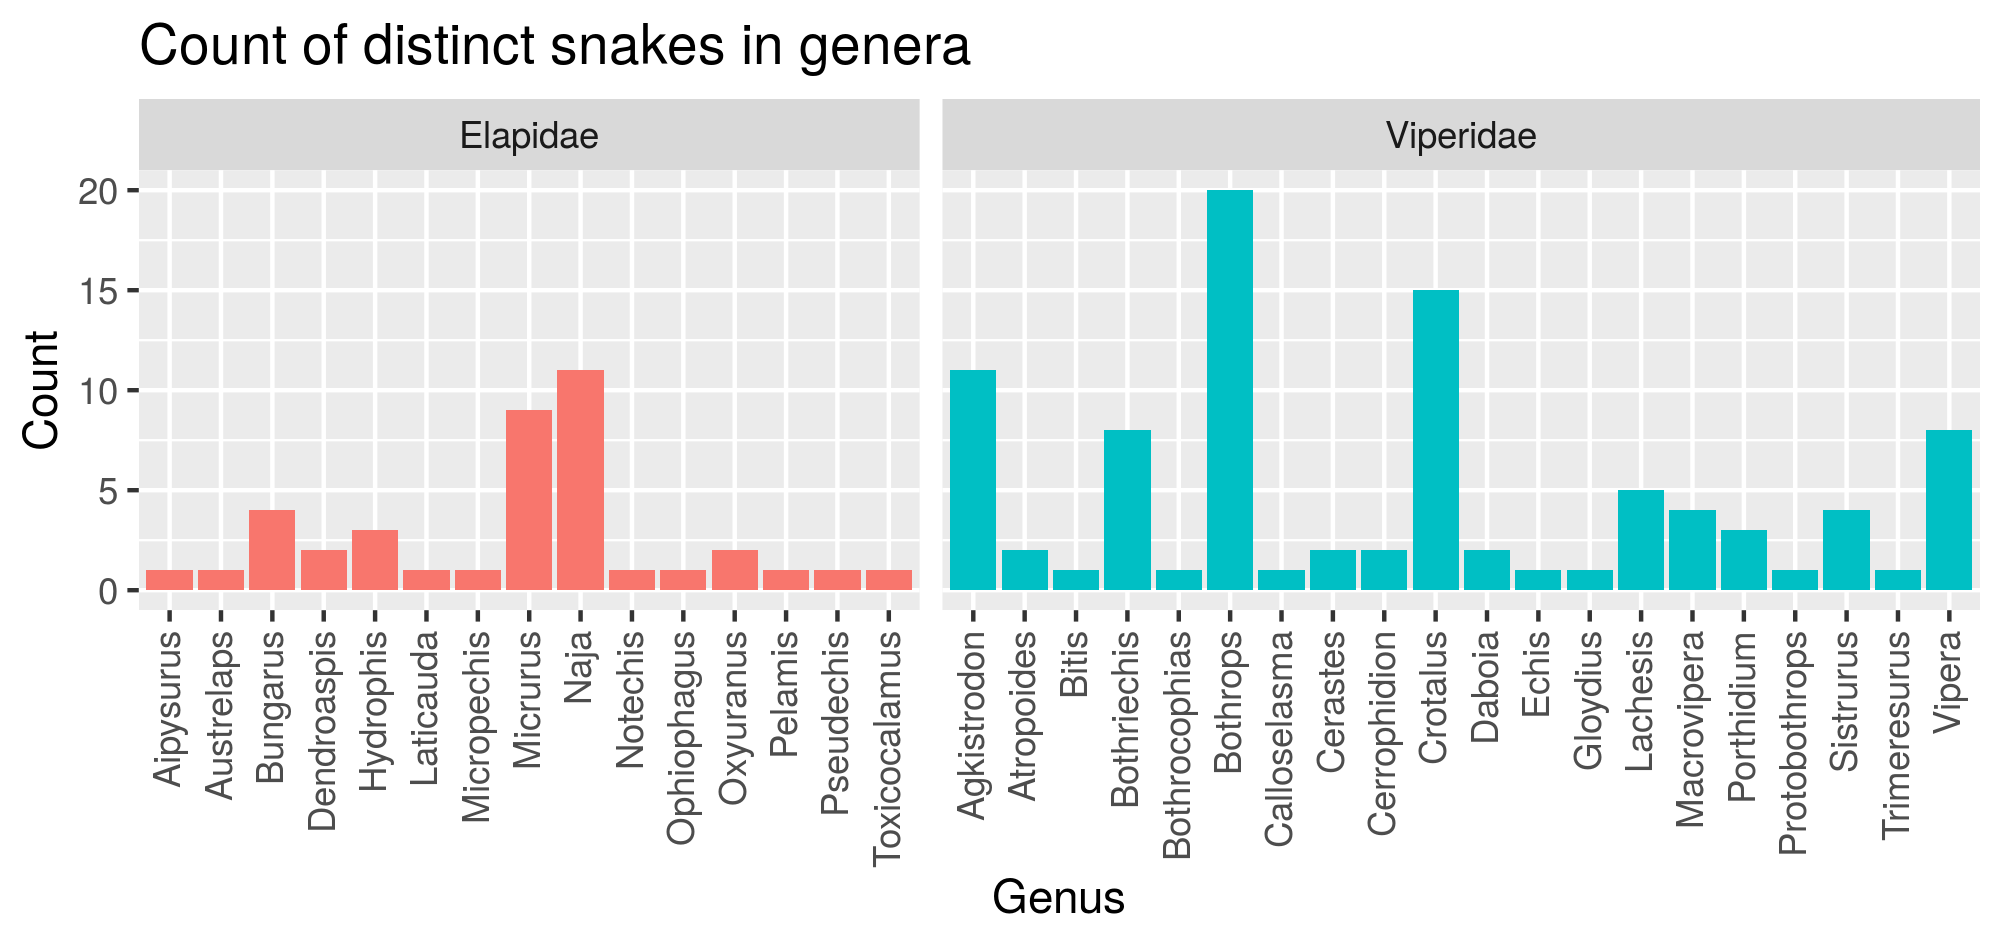 Count of distinct snakes in genera
Elapidae
Viperidae
Count
20
15
10
5
0
Aipysurus
Austrelaps
Bungarus
Dendroaspis
Hydrophis
Laticauda
Micropechis
Micrurus
Naja
Notechis
Ophiophagus
Oxyuranus
Pelamis
Pseudechis
Toxicocalamus
Agkistrodon
Atropoides
Bitis
Bothriechis
Bothrocophias
Bothrops
Calloselasma
Cerastes
Cerrophidion
Crotalus
Daboia
Echis
Gloydius
Lachesis
Macrovipera
Porthidium
Protobothrops
Sistrurus
Trimeresurus
Vipera
Genus